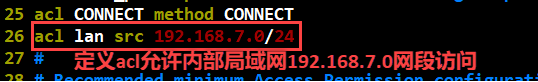 25 acl CONNECT method CONNECT
26 acl lan src 192.168.7.0/24
27 # 定义acl允许内部局域网192.168.7.0网段访问
28 # Recommended minimum Access Permission configurat